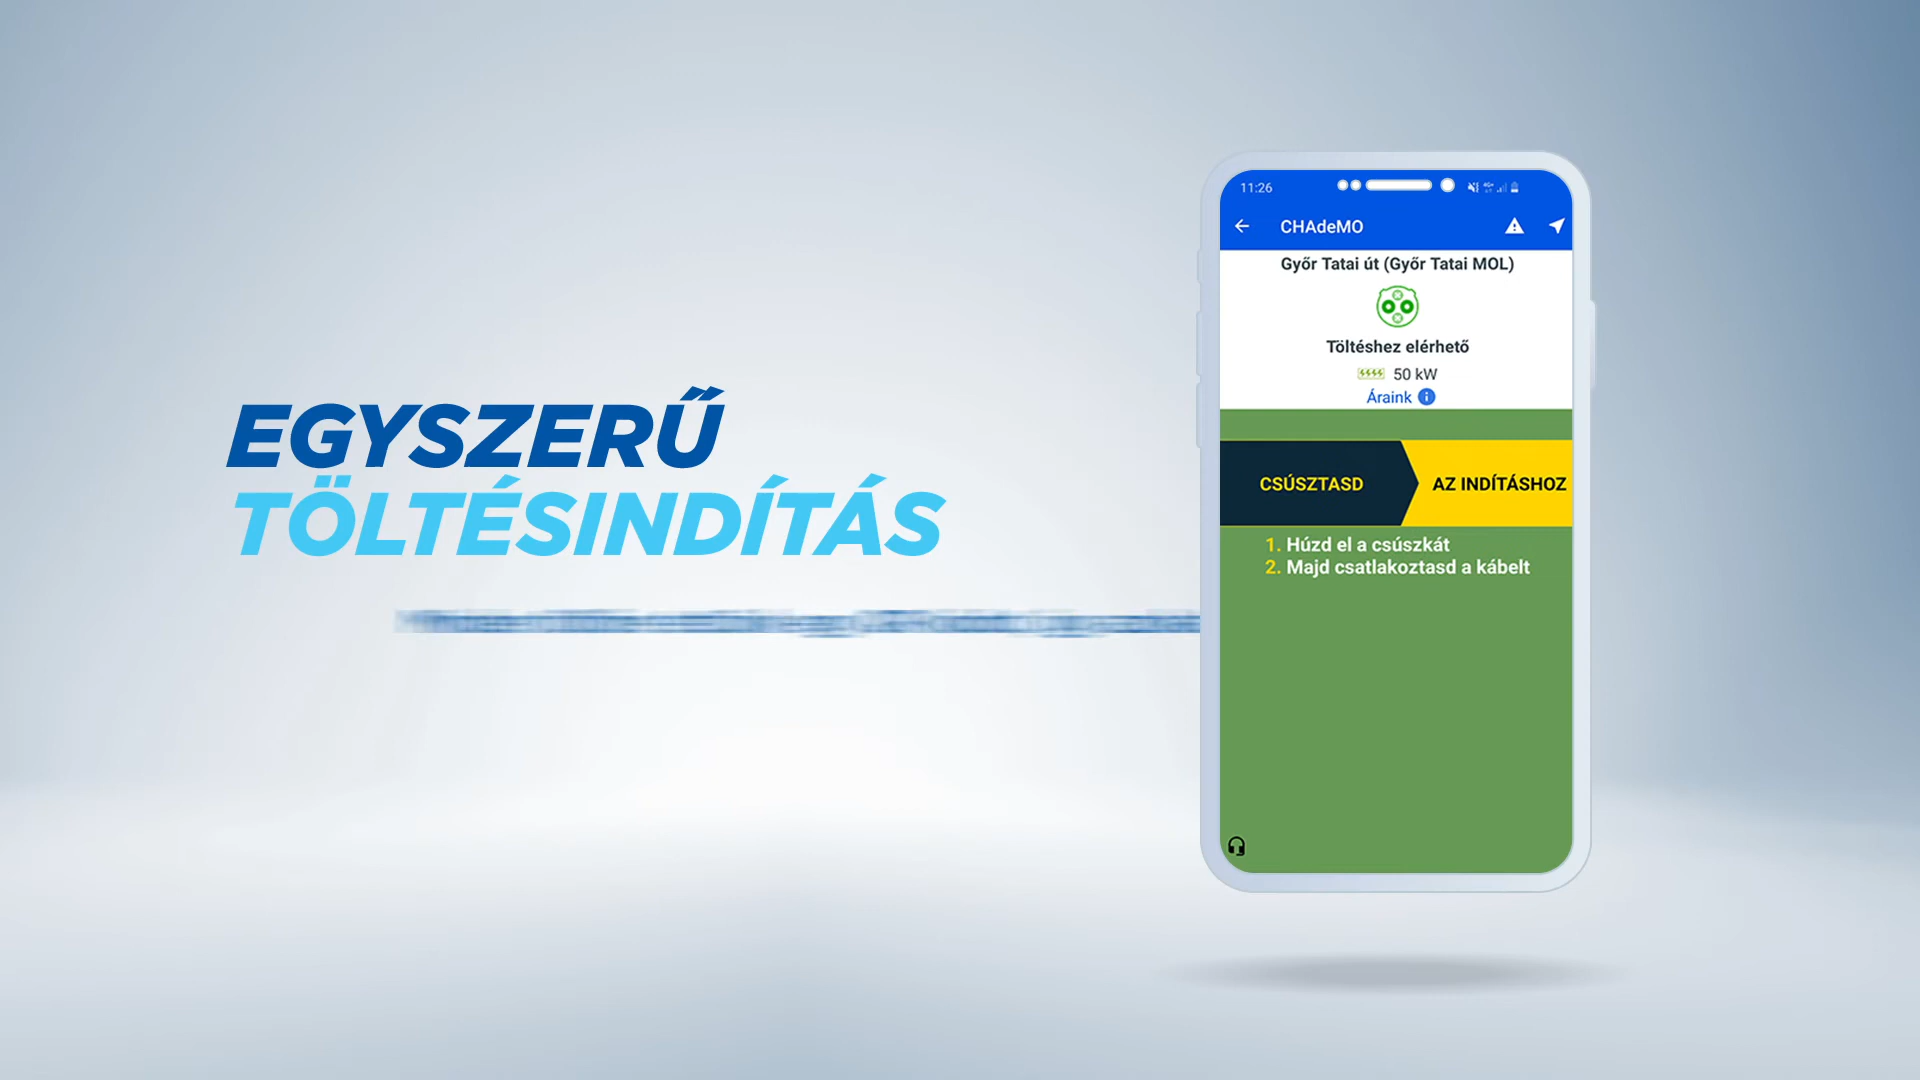 EGYSZERŰ
TÖLTÉSINDÍTÁS
11:26
CHAdeMO
Győr Tatai út (Győr Tatai MOL)
Töltéshez elérhető
50 kW
Áraink
CSÚSZTASD
AZ INDÍTÁSHOZ
1. Húzd el a csúszkát
2. Majd csatlakoztasd a kábelt